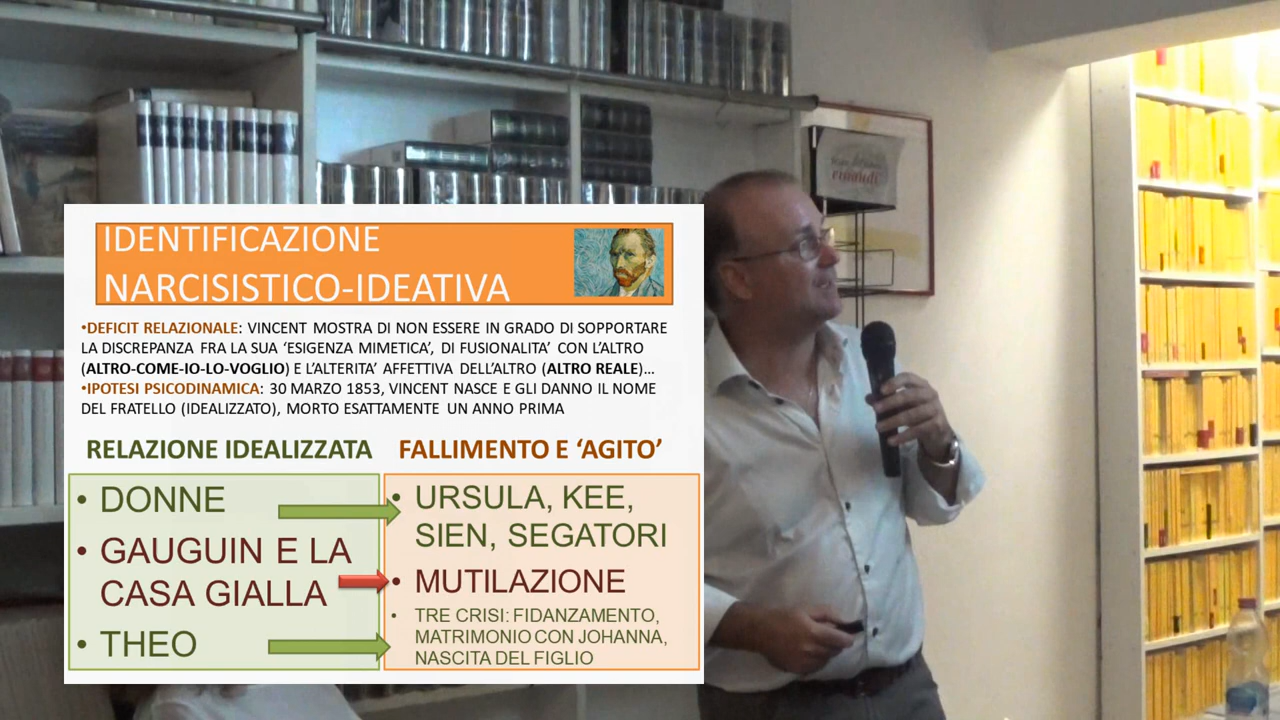 einaudi
IDENTIFICAZIONE
NARCISISTICO-IDEATIVA
•DEFICIT RELAZIONALE: VINCENT MOSTRA DI NON ESSERE IN GRADO DI SOPPORTARE
LA DISCREPANZA FRA LA SUA ‘ESIGENZA MIMETICA’, DI FUSIONALITA’ CON L’ALTRO
(ALTRO-COME-IO-LO-VOGLIO) E L’ALTERITA’ AFFETTIVA DELL’ALTRO (ALTRO REALE)…
•IPOTESI PSICODINAMICA: 30 MARZO 1853, VINCENT NASCE E GLI DANNO IL NOME
DEL FRATELLO (IDEALIZZATO), MORTO ESATTAMENTE UN ANNO PRIMA
RELAZIONE IDEALIZZATA
• DONNE
• GAUGUIN E LA
CASA GIALLA
• THEO
FALLIMENTO E ‘AGITO’
• URSULA, KEE,
SIEN, SEGATORI
• MUTILAZIONE
• TRE CRISI: FIDANZAMENTO,
MATRIMONIO CON JOHANNA,
NASCITA DEL FIGLIO